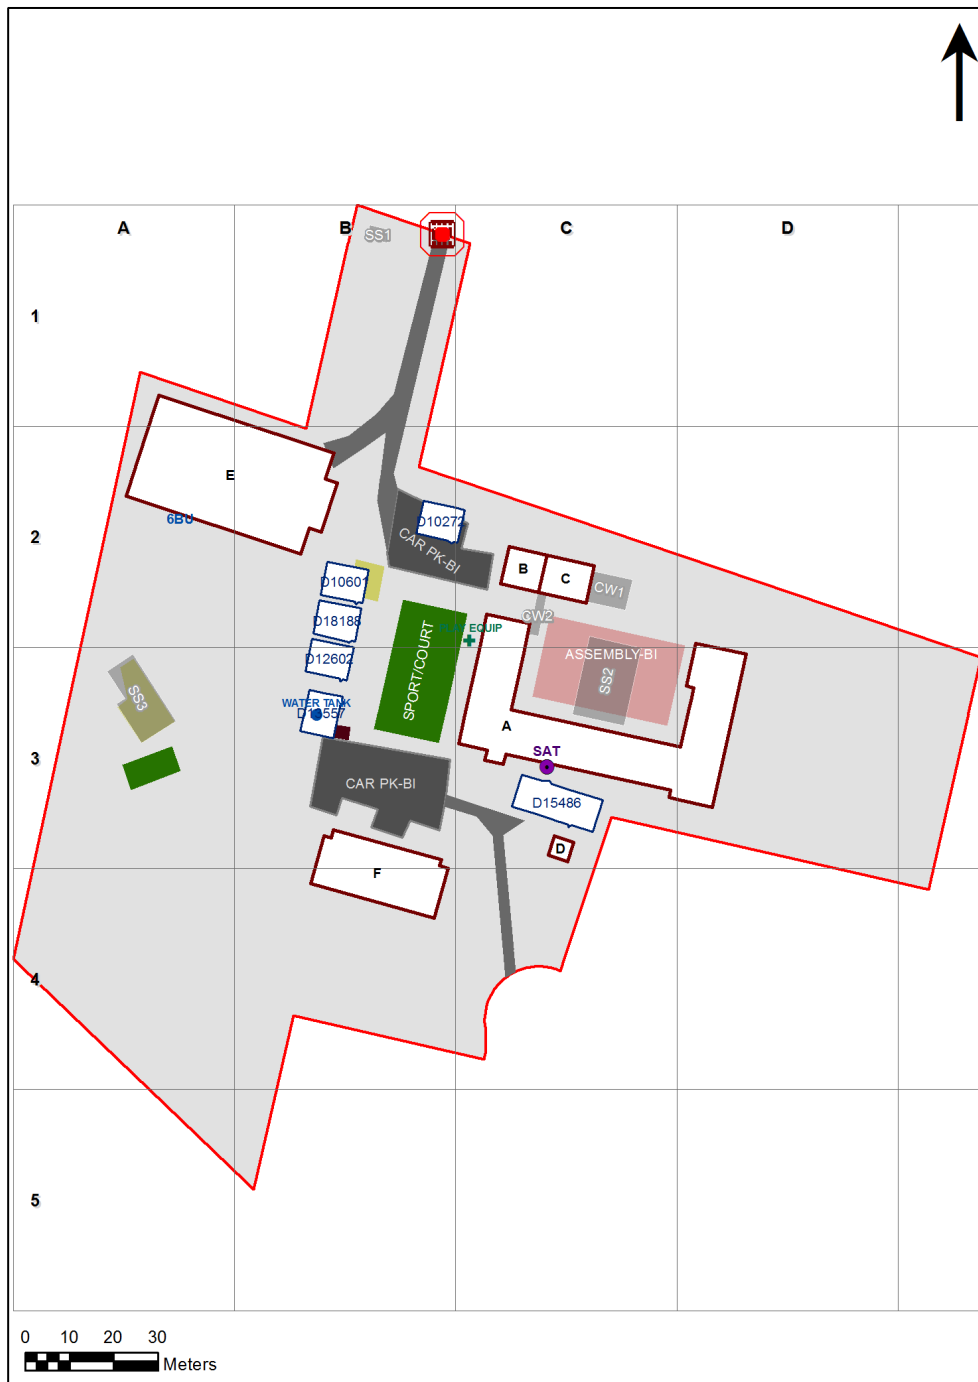 A
B
C
D
SS1
1
E
6BU
2
D10272
CAR PK-BI
B
C
CW1
D10601
CW2
D18188
PLAY EQUIP
D12602
SPORT/COURT
ASSEMBLY-BI
SS2
SS3
WATER TANK
A
SAT
3
CAR PK-BI
D15486
D
F
4
5
0 10 20 30
Meters